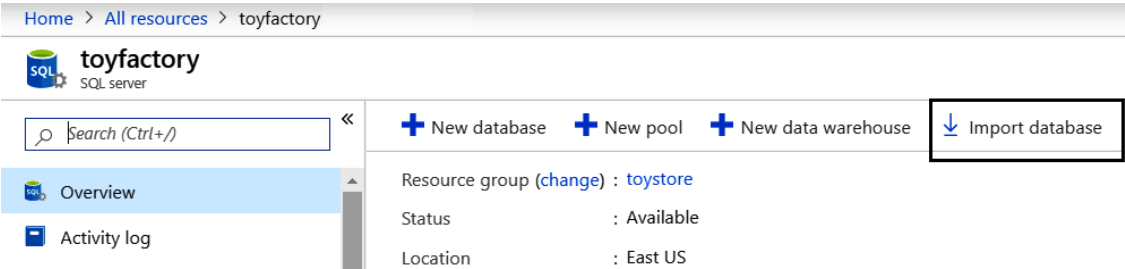 Home > All resources > toyfactory
SQL
toyfactory
SQL server
Search (Ctrl+/)
«
New database New pool New data warehouse Import database
Overview
Activity log
Resource group (change) : toystore
Status : Available
Location : East US